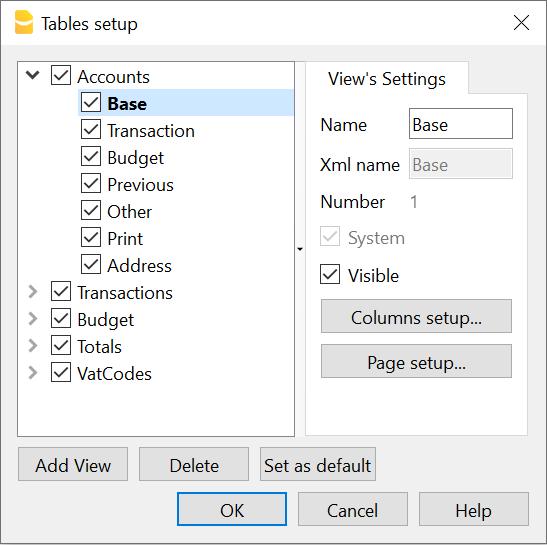 Tables setup
Accounts
Base
Transaction
Budget
Previous
Other
Print
Address
Transactions
Budget
Totals
VatCodes
View's Settings
Name Base
Xml name Base
Number 1
System
Visible
Columns setup...
Page setup...
Add View Delete Set as default
OK Cancel Help